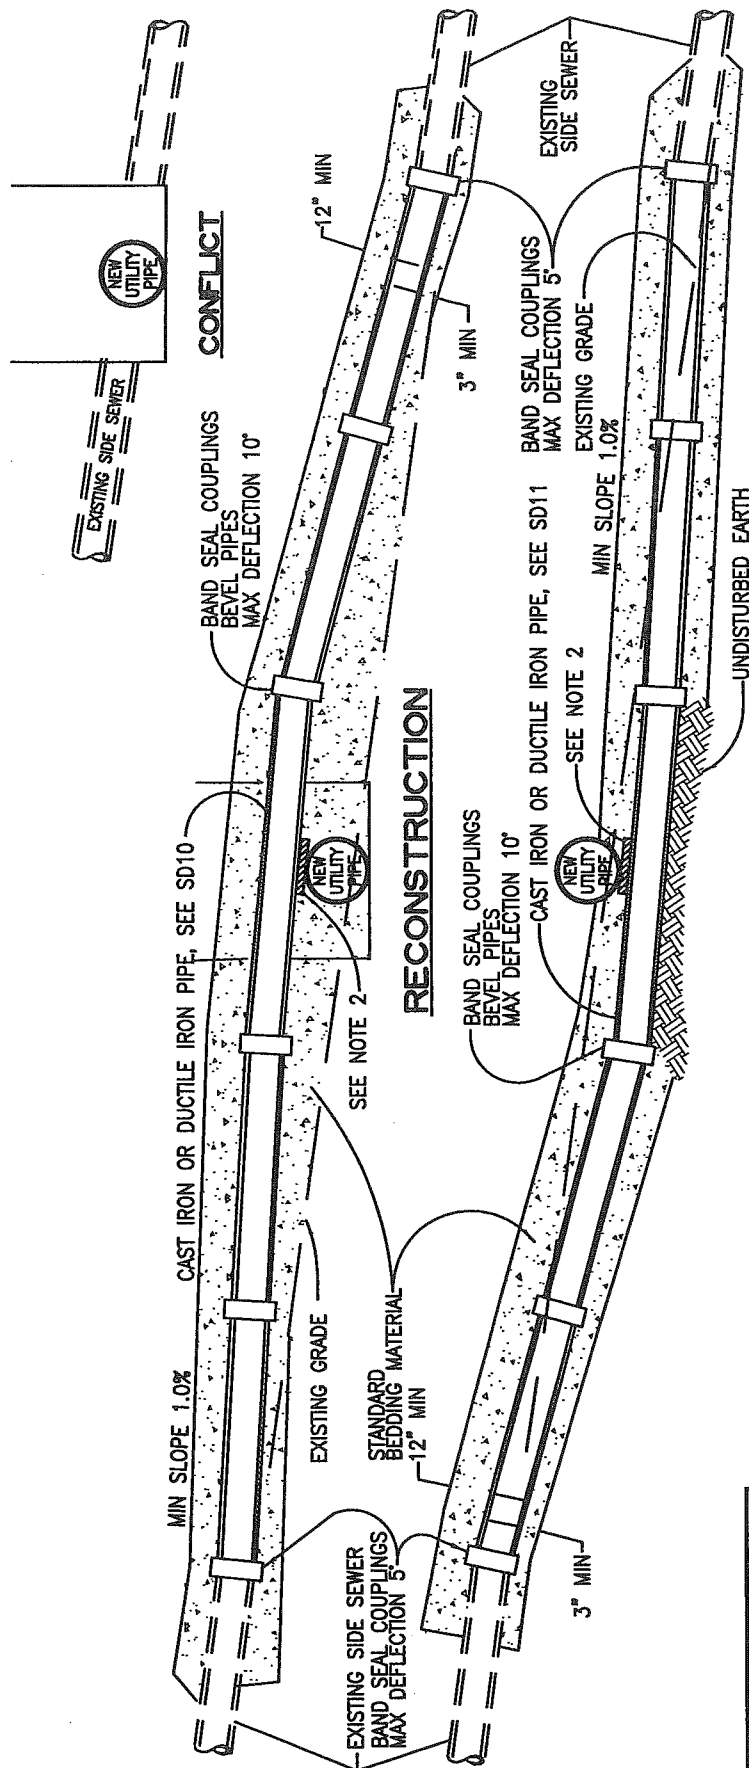 EXISTING SIDE SEWER
NEW
UTILITY
PIPE
CONFLICT
MIN SLOPE 1.0%
CAST IRON OR DUCTILE IRON PIPE, SEE SD10
BAND SEAL COUPLINGS
BEVEL PIPES
MAX DEFLECTION 10°
12" MIN
3" MIN
NEW
UTILITY
PIPE
SEE NOTE 2
EXISTING GRADE
STANDARD
BEDDING MATERIAL
EXISTING SIDE SEWER
BAND SEAL COUPLINGS
MAX DEFLECTION 5°
EXISTING
SIDE SEWER
BAND SEAL COUPLINGS
MAX DEFLECTION 5°
RECONSTRUCTION
12" MIN
3" MIN
BAND SEAL COUPLINGS
BEVEL PIPES
MAX DEFLECTION 10°
CAST IRON OR DUCTILE IRON PIPE, SEE SD11
SEE NOTE 2
NEW
UTILITY
PIPE
MIN SLOPE 1.0%
EXISTING GRADE
UNDISTURBED EARTH